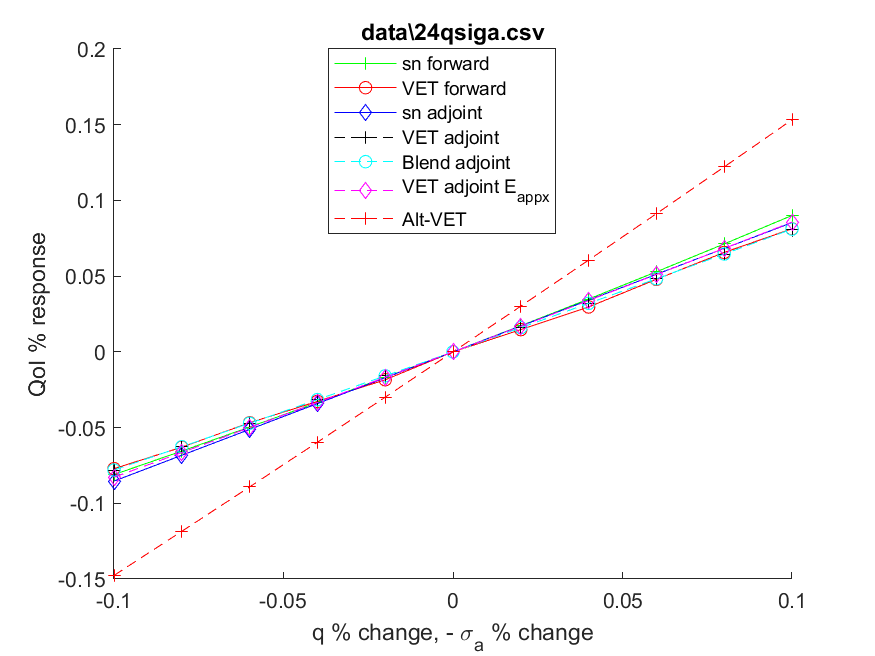 data\24qsiga.csv
sn forward
VET forward
sn adjoint
VET adjoint
Blend adjoint
VET adjoint E_appx
Alt-VET
0.2
0.15
0.1
0.05
0
-0.05
-0.1
-0.15
QoI % response
-0.1 -0.05 0 0.05 0.1
q % change, - σ_a % change